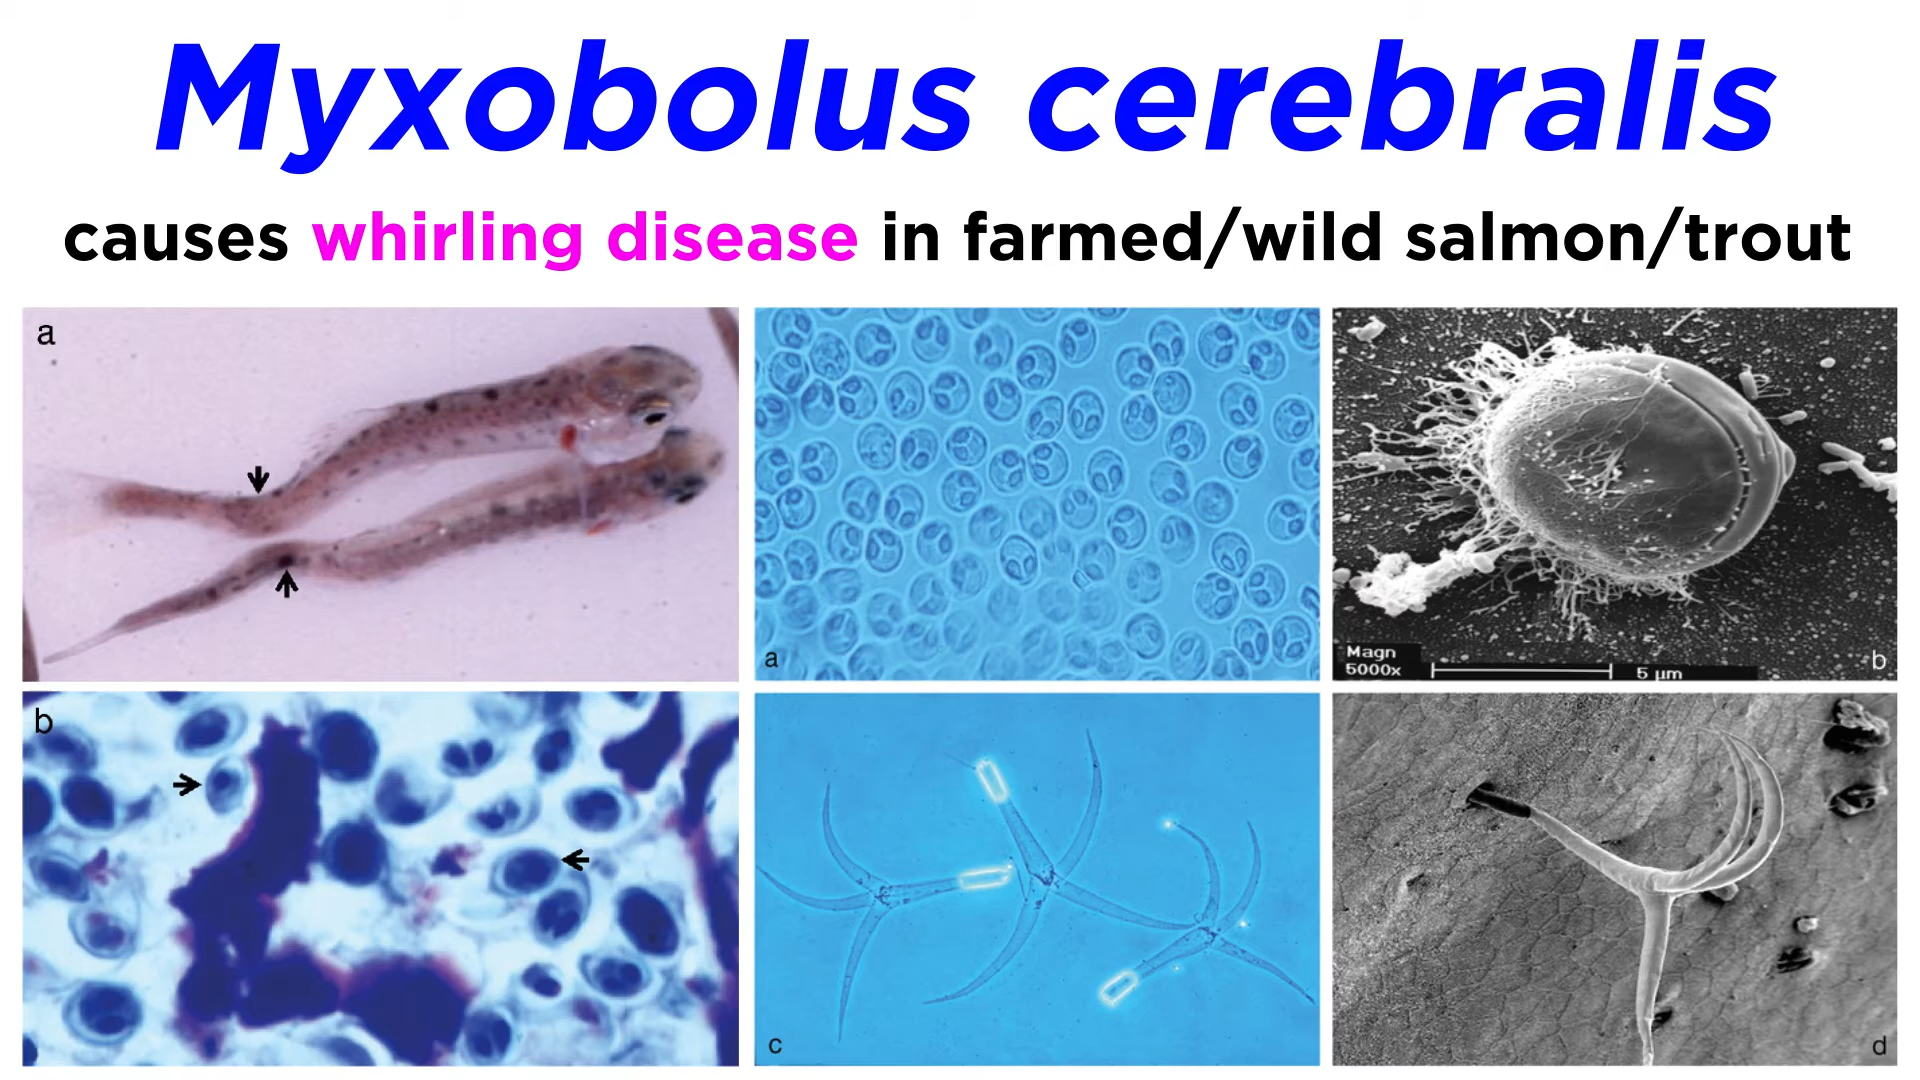 Myxobolus cerebralis
causes whirling disease in farmed/wild salmon/trout
a
a
Magn
5000x
5 µm
b
b
c
d